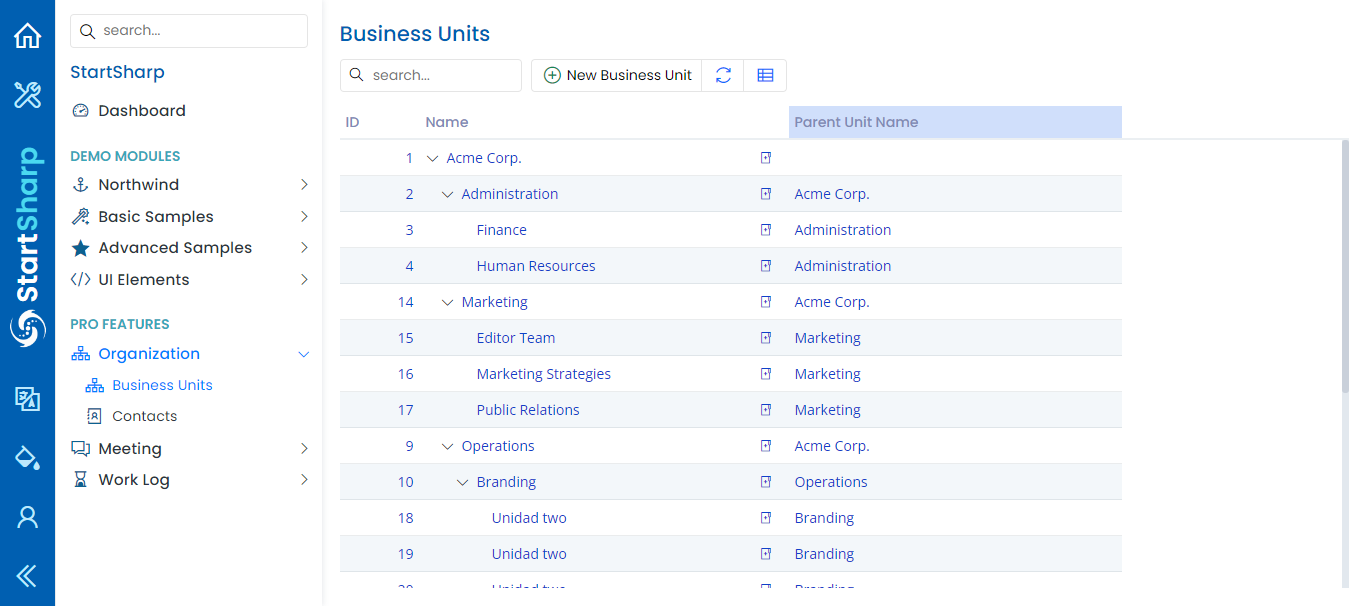 StartSharp
search...
StartSharp
Dashboard
DEMO MODULES
Northwind
Basic Samples
Advanced Samples
UI Elements
PRO FEATURES
Organization
Business Units
Contacts
Meeting
Work Log
Business Units
search...
New Business Unit
ID Name Parent Unit Name
1 Acme Corp.
2 Administration Acme Corp.
3 Finance Administration
4 Human Resources Administration
14 Marketing Acme Corp.
15 Editor Team Marketing
16 Marketing Strategies Marketing
17 Public Relations Marketing
9 Operations Acme Corp.
10 Branding Operations
18 Unidad two Branding
19 Unidad two Branding
20 Unidad two Branding